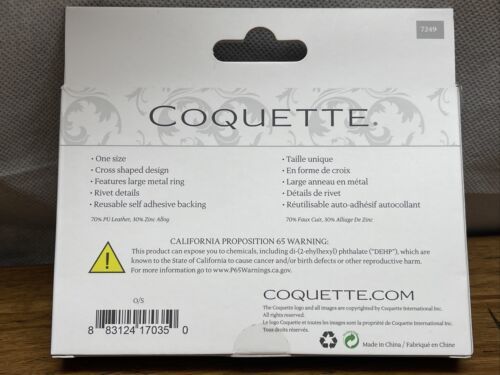 7249
COQUETTE®
• One size
• Cross shaped design
• Features large metal ring
• Rivet details
• Reusable self adhesive backing
70% PU Leather, 30% Zinc Alloy
• Taille unique
• En forme de croix
• Large anneau en métal
• Détails de rivet
• Réutilisable auto-adhésif autocollant
70% Faux Cuir, 30% Alliage De Zinc
CALIFORNIA PROPOSITION 65 WARNING:
This product can expose you to chemicals, including di-(2-ehylhexyl) phthalate ("DEHP"), which are
known to the State of California to cause cancer and/or birth defects or other reproductive harm.
For more information go to www.P65Warnings.ca.gov.
O/S
8 83124 17035 0
COQUETTE.COM
The Coquette logo and all images are copyrighted by Coquette International Inc.
All rights reserved.
Le logo Coquette et toutes les images sont la propriété de Coquette International Inc.
Tous droits réservés.
Made in China / Fabriqué en Chine